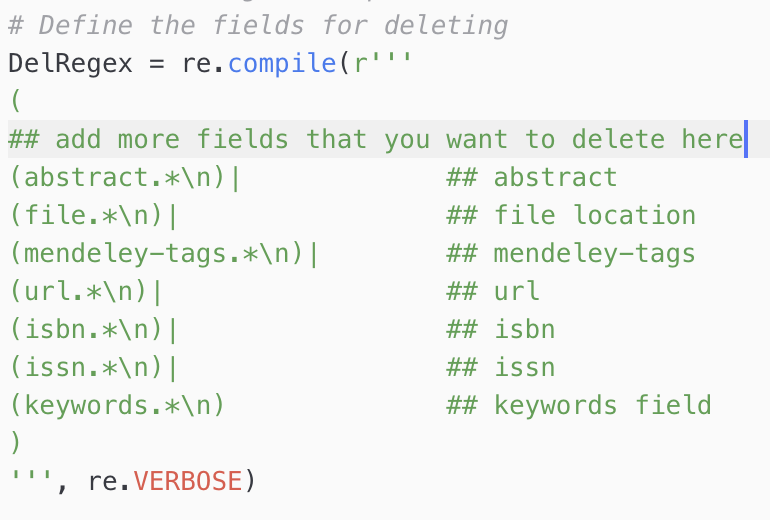 # Define the fields for deleting
DelRegex = re.compile(r'''
(
## add more fields that you want to delete here
(abstract.*\n)|             ## abstract
(file.*\n)|                 ## file location
(mendeley-tags.*\n)|        ## mendeley-tags
(url.*\n)|                  ## url
(isbn.*\n)|                 ## isbn
(issn.*\n)|                 ## issn
(keywords.*\n)              ## keywords field
)
''', re.VERBOSE)